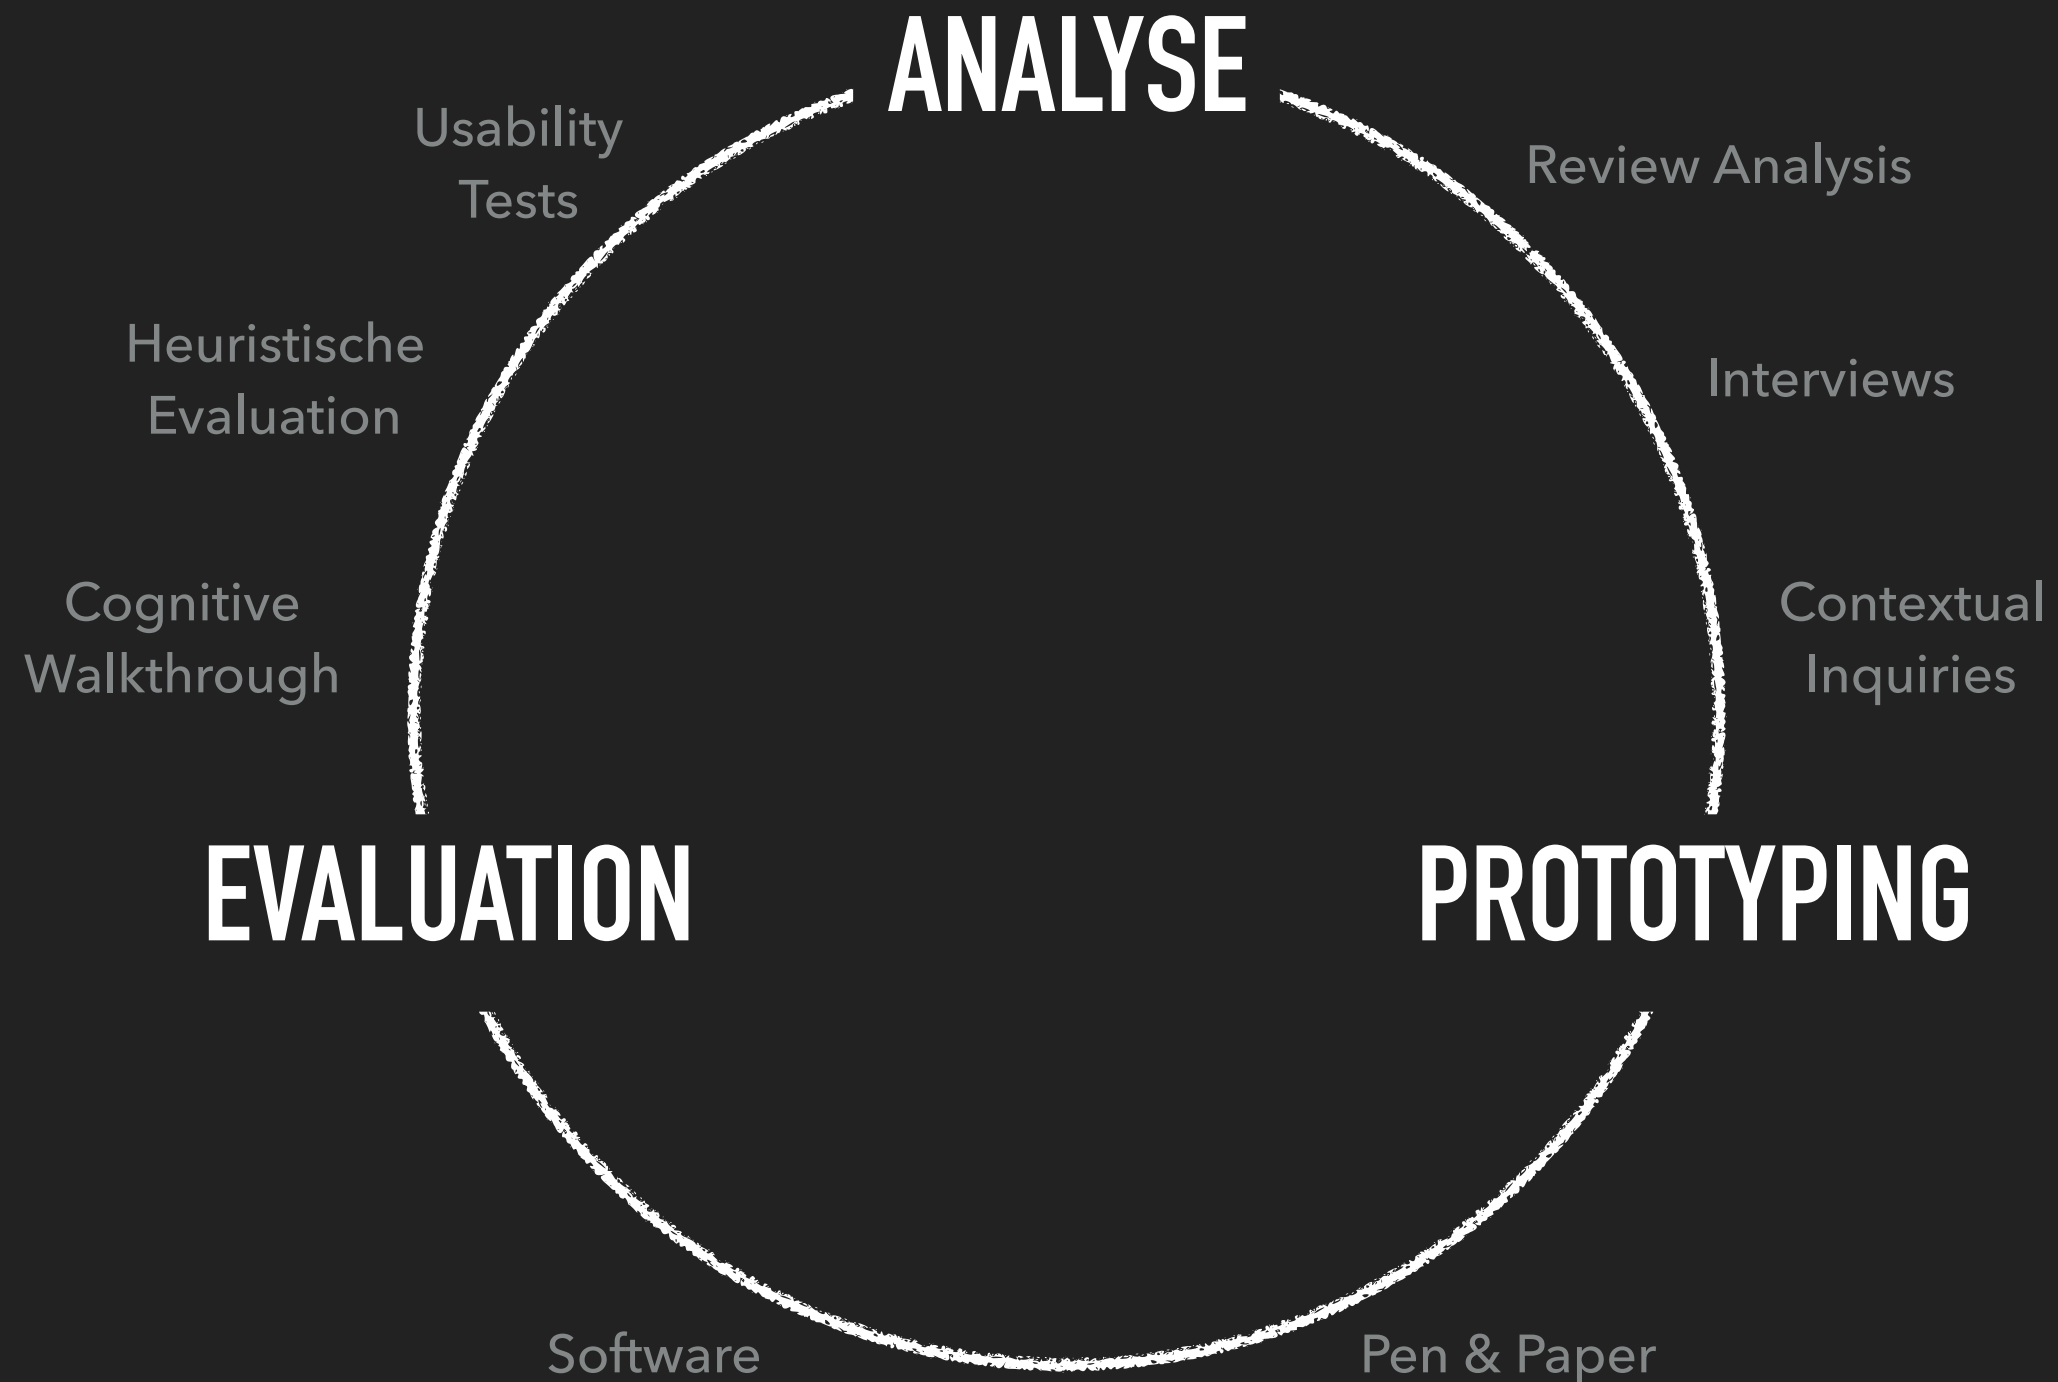 ANALYSE
Usability
Tests
Review Analysis
Heuristische
Evaluation
Interviews
Cognitive
Walkthrough
Contextual
Inquiries
EVALUATION
PROTOTYPING
Software
Pen & Paper